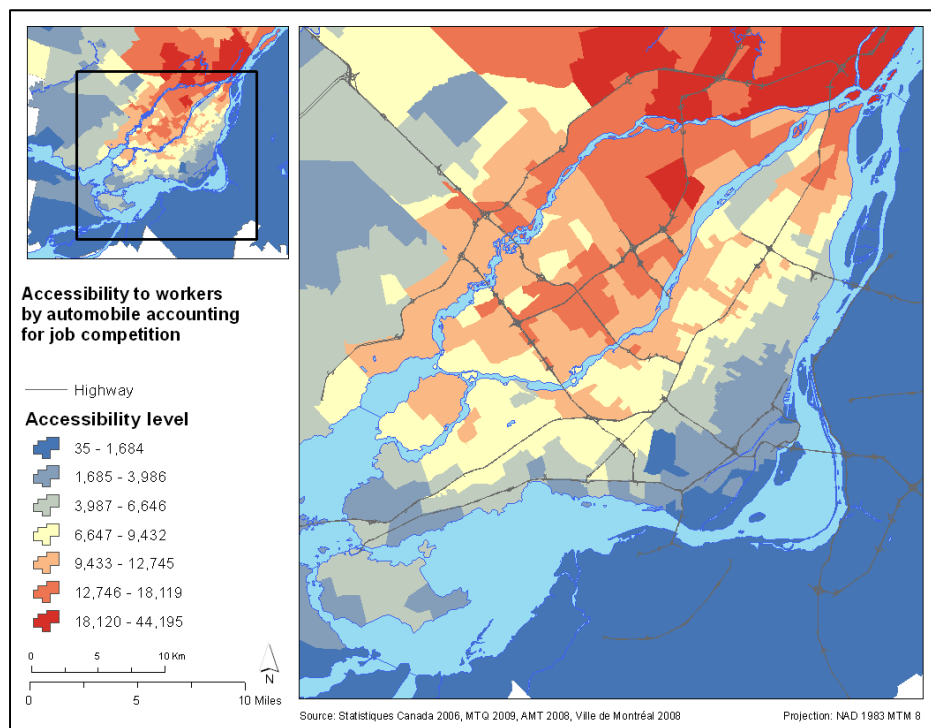 Accessibility to workers
by automobile accounting
for job competition
Highway
Accessibility level
35 - 1,684
1,685 - 3,986
3,987 - 6,646
6,647 - 9,432
9,433 - 12,745
12,746 - 18,119
18,120 - 44,195
0 5 10 Km
N
0 5 10 Miles
Source: Statistiques Canada 2006, MTQ 2009, AMT 2008, Ville de Montréal 2008 Projection: NAD 1983 MTM 8